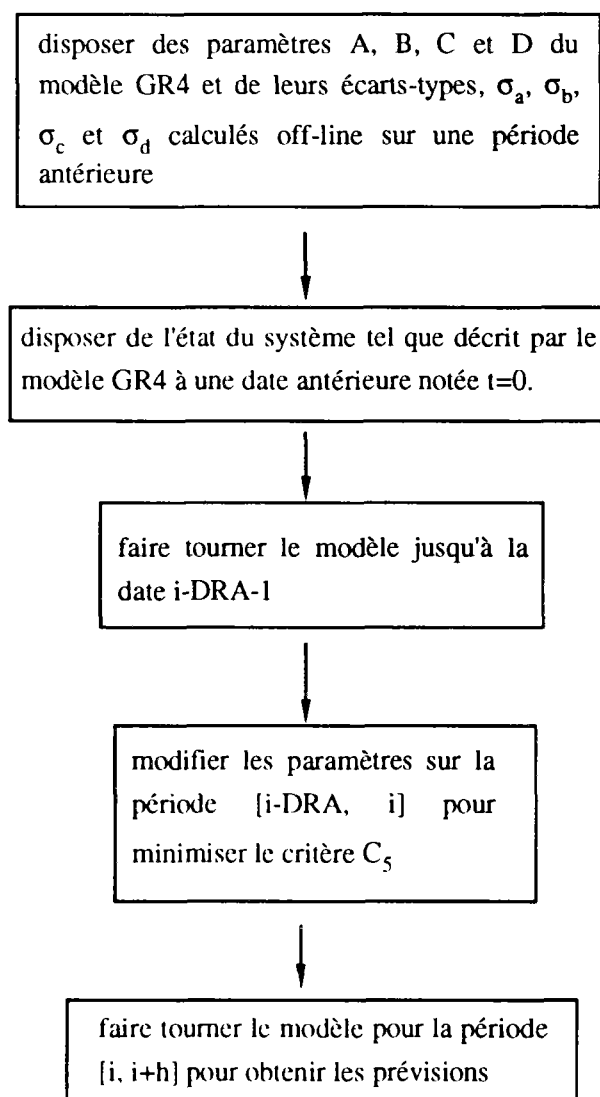 disposer des paramètres A, B, C et D du
modèle GR4 et de leurs écarts-types, σa, σb,
σc et σd calculés off-line sur une période
antérieure
disposer de l'état du système tel que décrit par le
modèle GR4 à une date antérieure notée t=0.
faire tourner le modèle jusqu'à la
date i-DRA-1
modifier les paramètres sur la
période [i-DRA, i] pour
minimiser le critère C5
faire tourner le modèle pour la période
[i, i+h] pour obtenir les prévisions